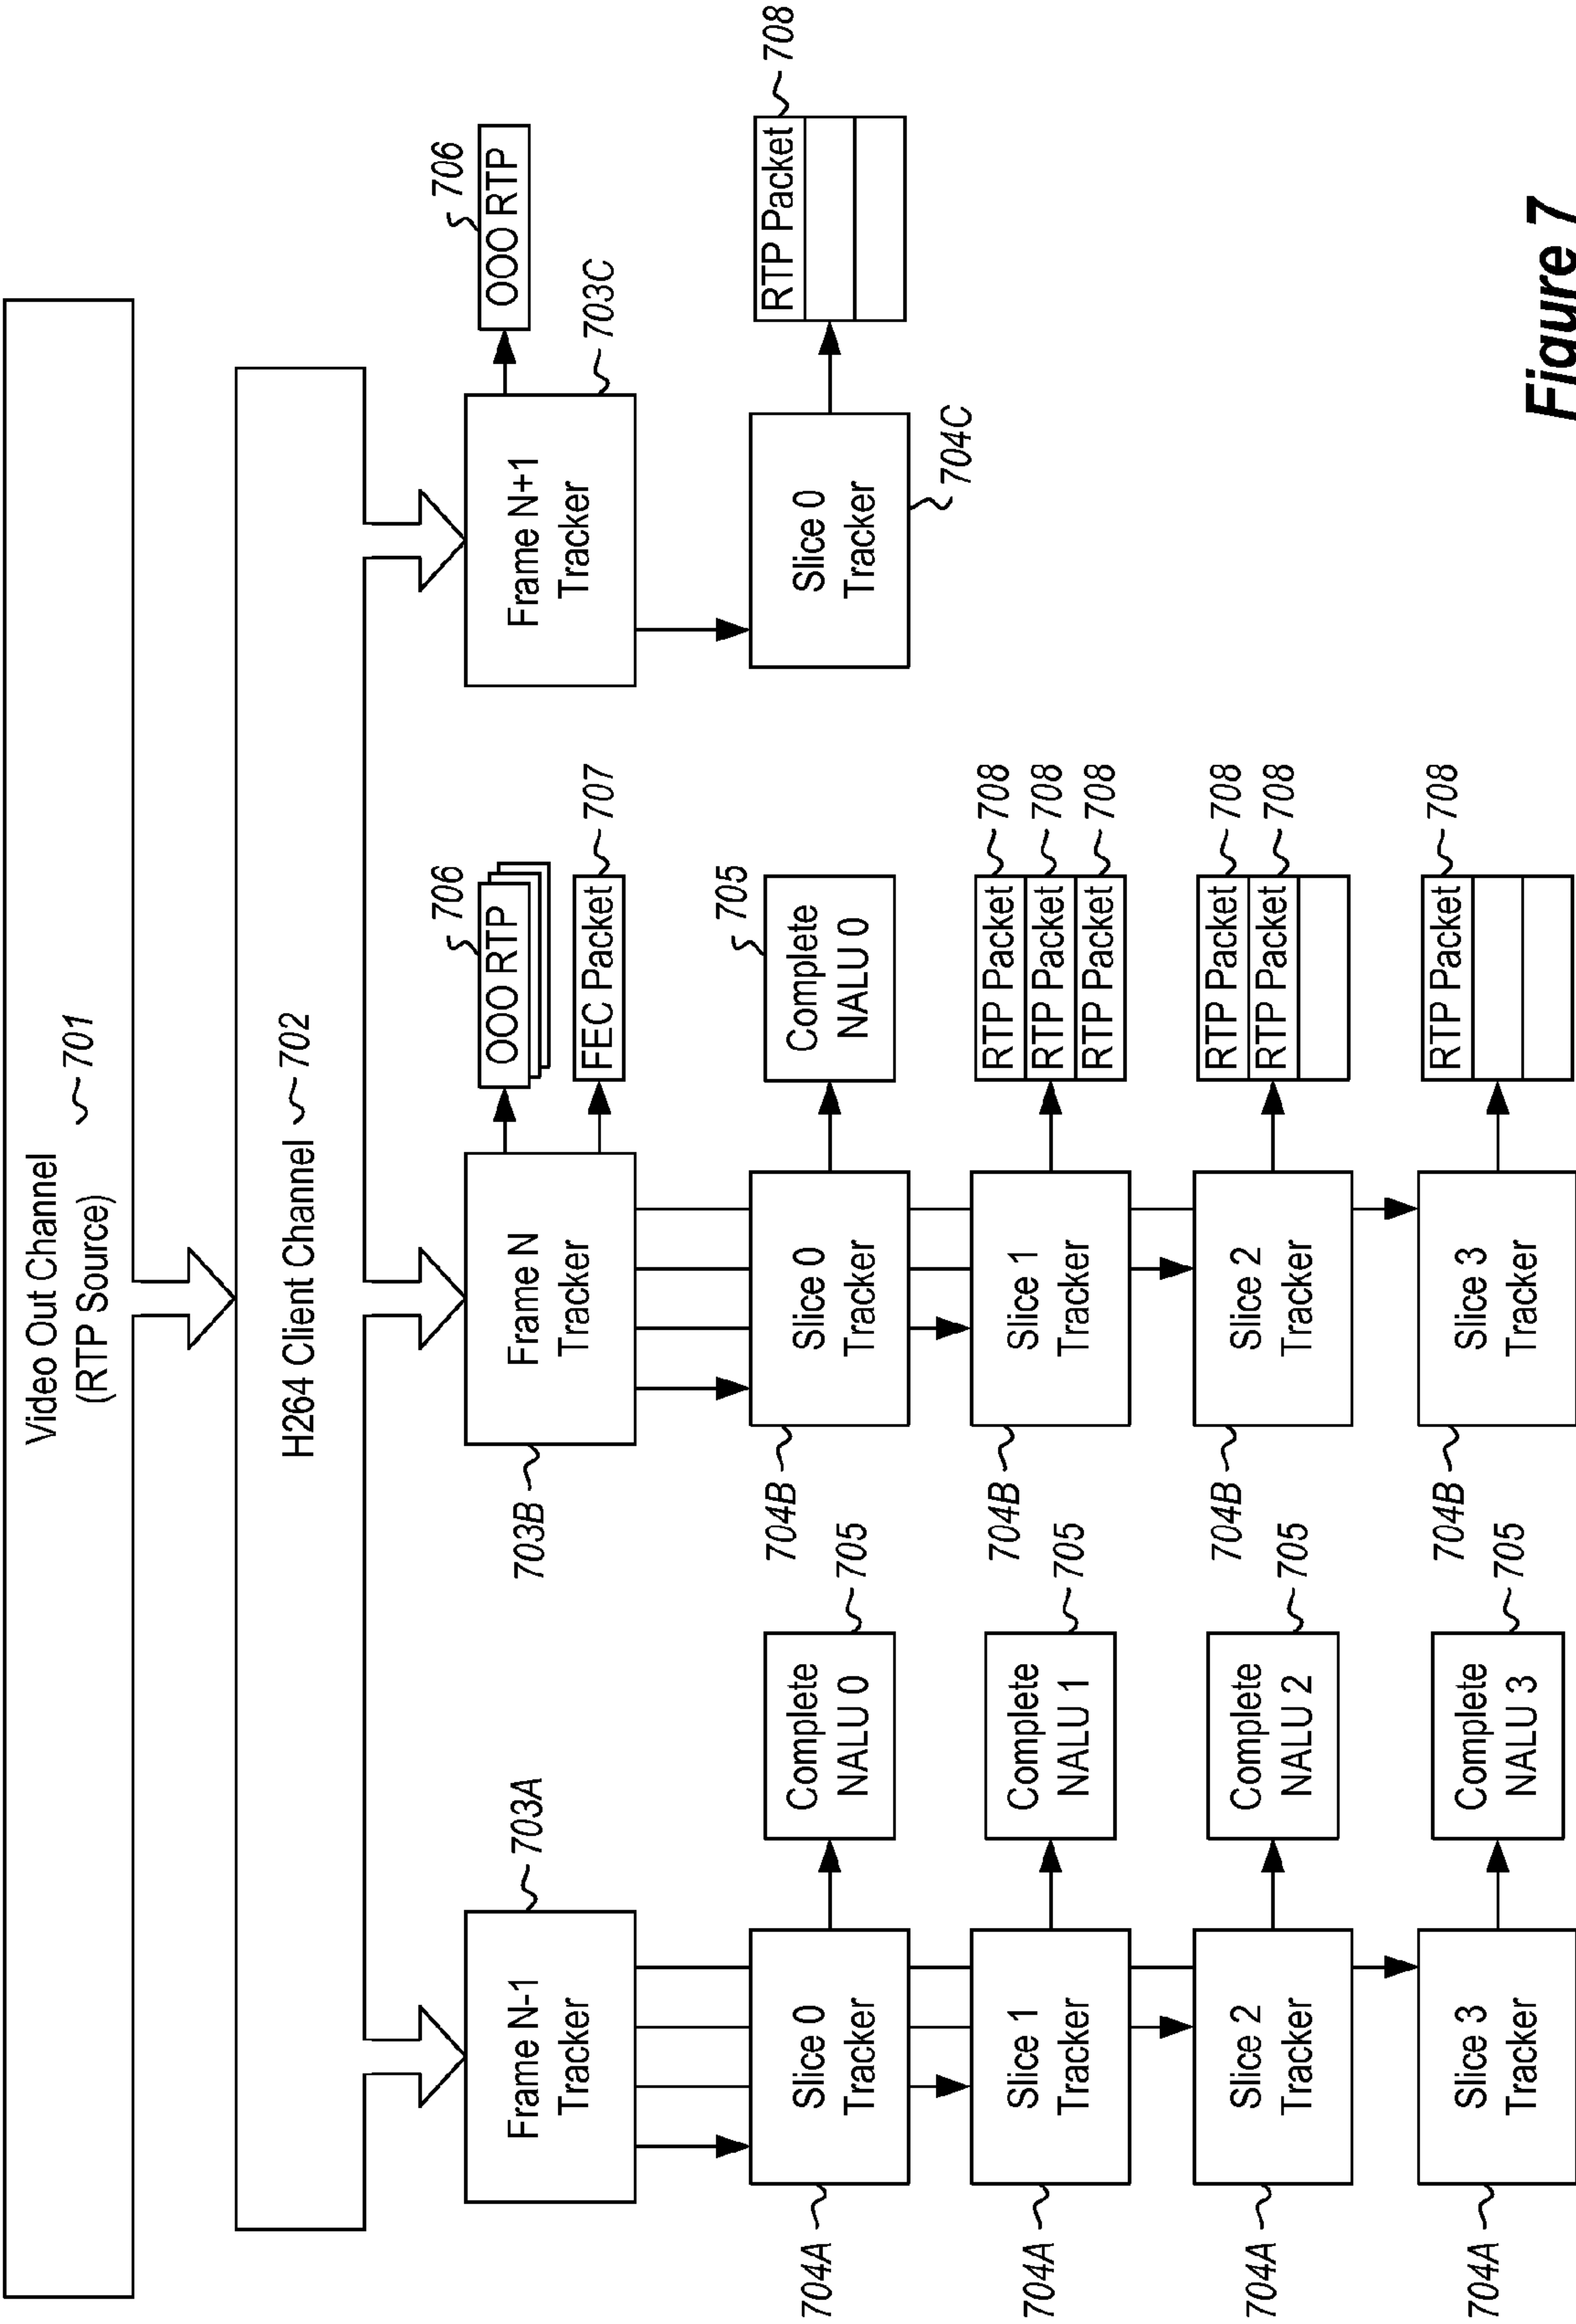 Video Out Channel
(RTP Source)
701
H264 Client Channel
702
Frame N-1
Tracker
703A
703B
Frame N
Tracker
706
OOO RTP
FEC Packet
707
Frame N+1
Tracker
703C
706
OOO RTP
704A
Slice 0
Tracker
Complete
NALU 0
705
704B
Slice 0
Tracker
Complete
NALU 0
705
Slice 0
Tracker
704C
RTP Packet
708
704A
Slice 1
Tracker
Complete
NALU 1
705
704B
Slice 1
Tracker
RTP Packet
708
RTP Packet
708
RTP Packet
708
704A
Slice 2
Tracker
Complete
NALU 2
705
704B
Slice 2
Tracker
RTP Packet
708
RTP Packet
708
704A
Slice 3
Tracker
Complete
NALU 3
705
704B
Slice 3
Tracker
RTP Packet
708
Figure 7